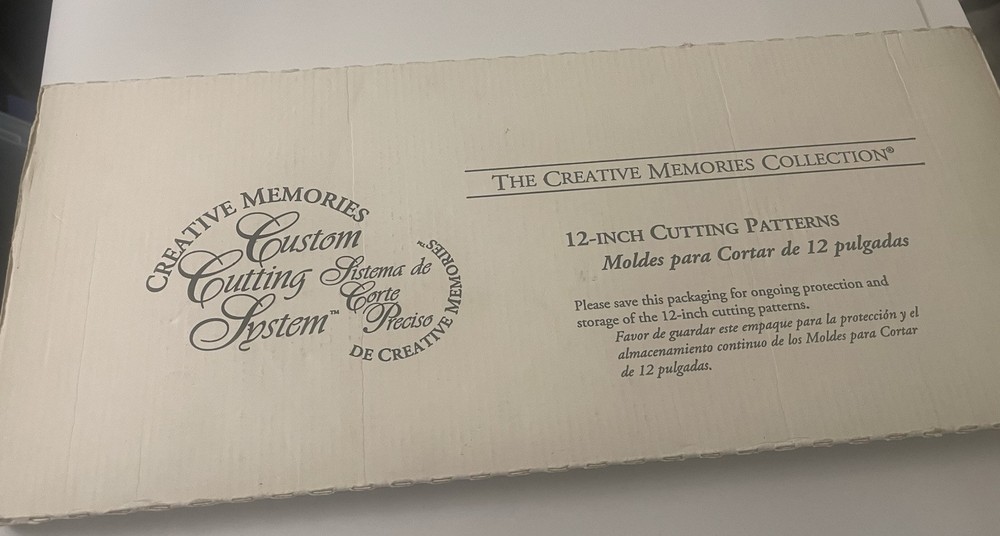 CREATIVE MEMORIES
Custom
Cutting
System™
Sistema de
Corte
Preciso
DE CREATIVE MEMORIES™
THE CREATIVE MEMORIES COLLECTION®
12-INCH CUTTING PATTERNS
Moldes para Cortar de 12 pulgadas
Please save this packaging for ongoing protection and
storage of the 12-inch cutting patterns.
Favor de guardar este empaque para la protección y el
almacenamiento continuo de los Moldes para Cortar
de 12 pulgadas.